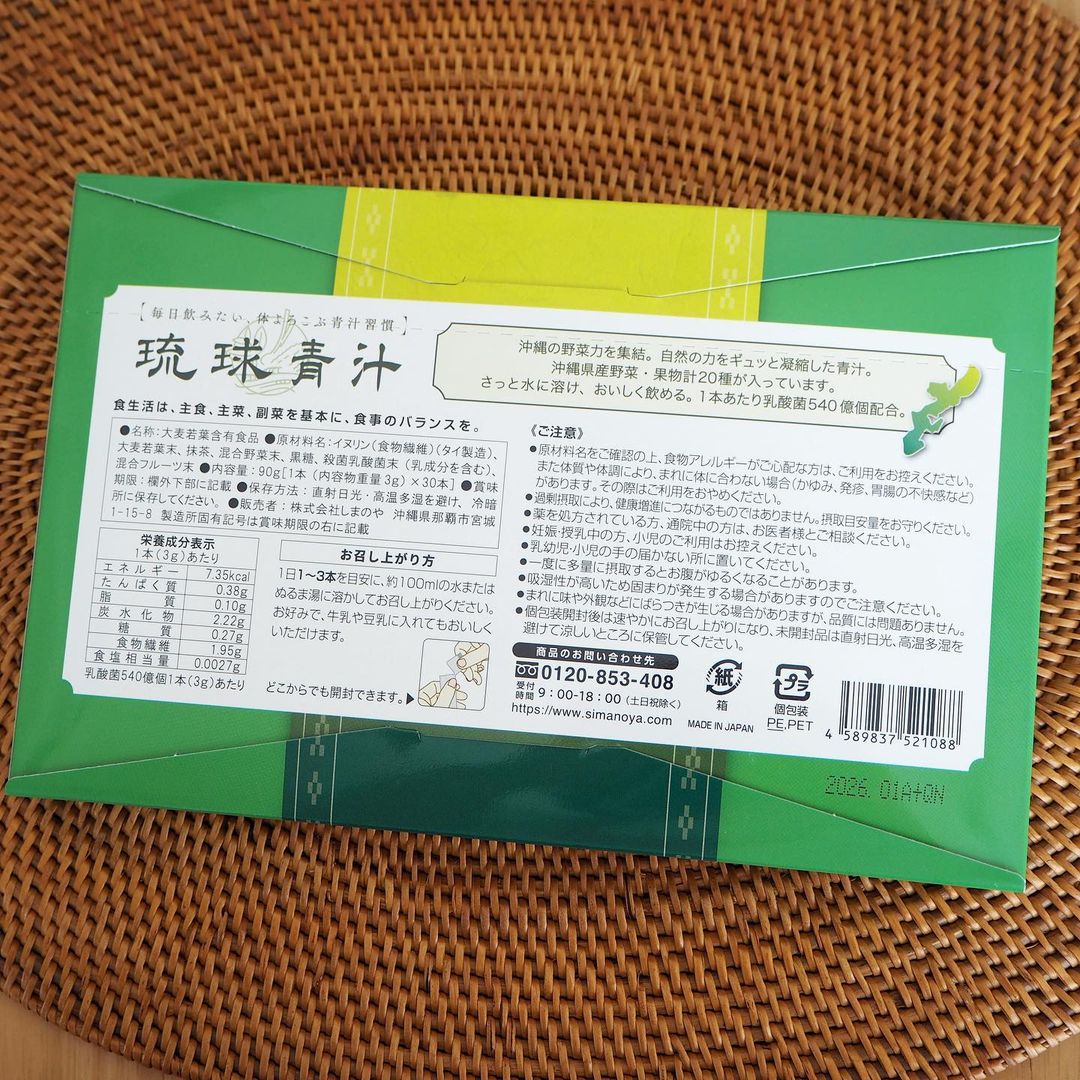 【毎日飲みたい、体よろこぶ青汁習慣】
琉球青汁
沖縄の野菜力を集結。自然の力をギュッと凝縮した青汁。
沖縄県産野菜・果物計20種が入っています。
さっと水に溶け、おいしく飲める。1本あたり乳酸菌540億個配合。
食生活は、主食、主菜、副菜を基本に、食事のバランスを。
●名称:大麦若葉含有食品 ●原材料名:イヌリン(食物繊維)(タイ製造)、
大麦若葉末、抹茶、混合野菜末、黒糖、殺菌乳酸菌末(乳成分を含む)、
混合フルーツ末 ●内容量:90g[1本(内容物重量3g)×30本] ●賞味
期限:欄外下部に記載 ●保存方法:直射日光・高温多湿を避け、冷暗
所に保存してください。 ●販売者:株式会社しまのや 沖縄県那覇市宮城
1-15-8 製造所固有記号は賞味期限の右に記載
栄養成分表示
1本(3g)あたり
エネルギー 7.35kcal
たんぱく質 0.38g
脂質 0.10g
炭水化物 2.22g
糖質 0.27g
食物繊維 1.95g
食塩相当量 0.0027g
乳酸菌540億個1本(3g)あたり
お召し上がり方
1日1〜3本を目安に、約100mlの水または
ぬるま湯に溶かしてお召し上がりください。
お好みで、牛乳や豆乳に入れてもおいしく
いただけます。
どこからでも開封できます。▶
《ご注意》
●原材料名をご確認の上、食物アレルギーがご心配な方は、ご利用をお控えください。
また体質や体調により、まれに体に合わない場合(かゆみ、発疹、胃腸の不快感など)
があります。その際はご利用をおやめください。
●過剰摂取により、健康増進につながるものではありません。摂取目安量をお守りください。
●薬を処方されている方、通院中の方は、お医者様とご相談ください。
●妊娠・授乳中の方、小児のご利用はお控えください。
●乳幼児・小児の手の届かない所に置いてください。
●一度に多量に摂取するとお腹がゆるくなることがあります。
●吸湿性が高いため固まりが発生する場合がありますのでご注意ください。
●まれに味や外観などにばらつきが生じる場合がありますが、品質には問題ありません。
●個包装開封後は速やかにお召し上がりになり、未開封品は直射日光、高温多湿を
避けて涼しいところに保管してください。
商品のお問い合わせ先
0120-853-408
受付時間 9:00-18:00(土日祝除く)
https://www.simanoya.com
紙
箱
プラ
個包装
PE,PET
MADE IN JAPAN
4 589837 521088
2026. 01A+QN